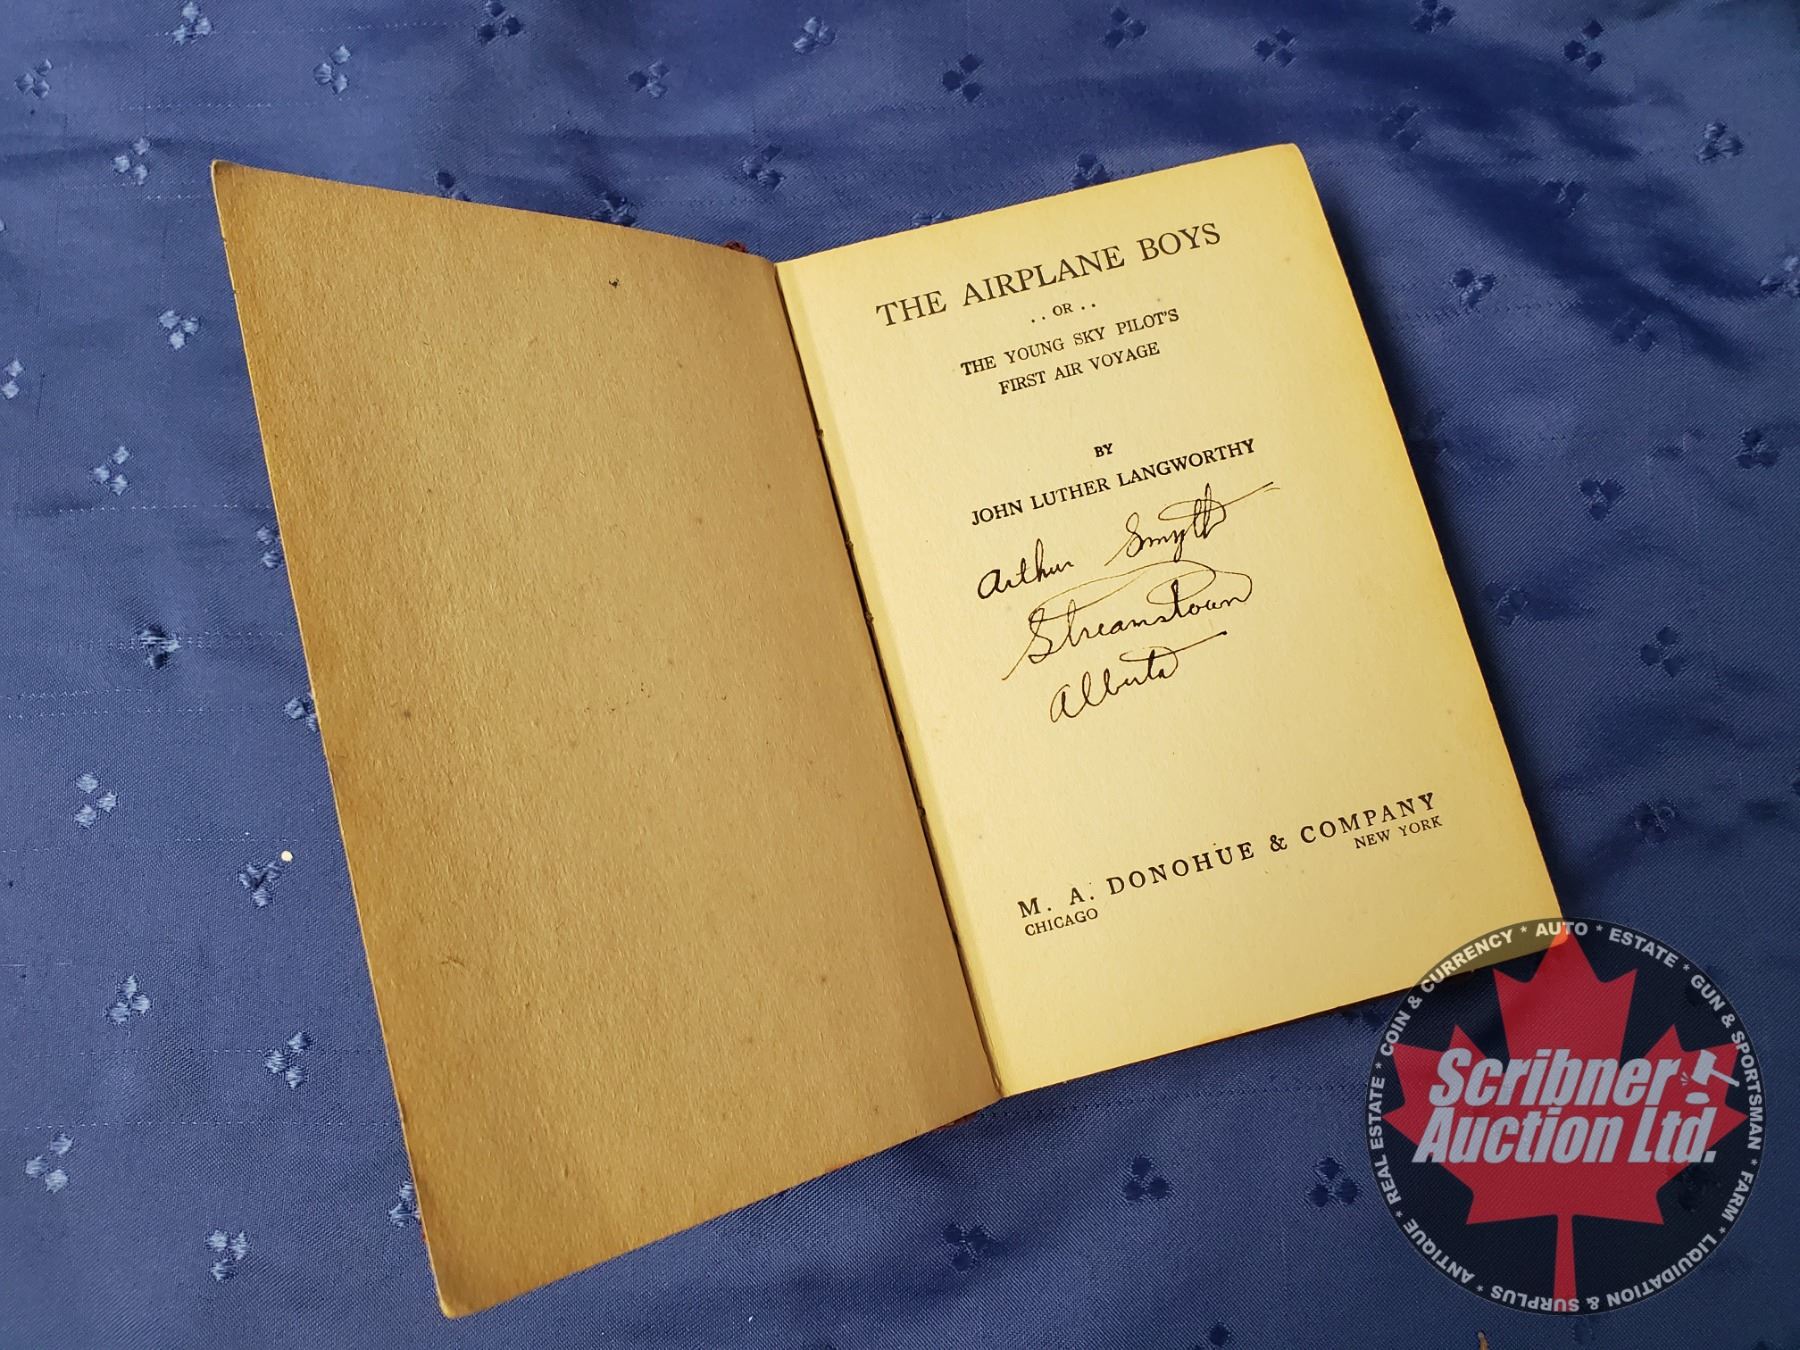 THE AIRPLANE BOYS
. . OR . .
THE YOUNG SKY PILOT'S
FIRST AIR VOYAGE
BY
JOHN LUTHER LANGWORTHY
Arthur Smyth
Streamstown
Alberta
M. A. DONOHUE & COMPANY
CHICAGO NEW YORK
REAL ESTATE * COIN & CURRENCY * AUTO * ESTATE * GUN & SPORTSMAN * FARM * LIQUIDATION & SURPLUS * ANTIQUE *
Scribner
Auction Ltd.